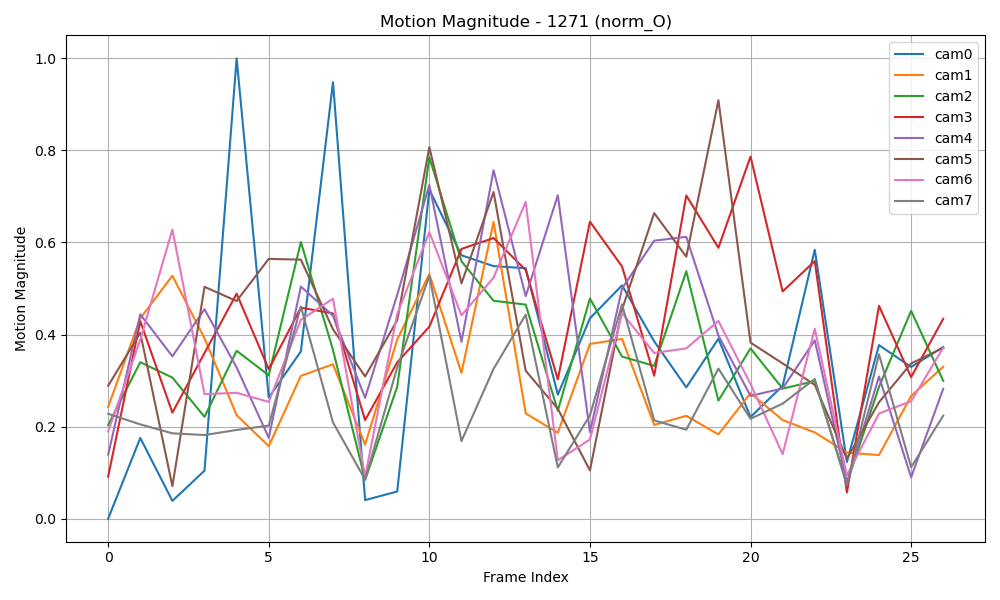 Motion Magnitude - 1271 (norm_O)
1.0
0.8
0.6
0.4
0.2
0.0
Motion Magnitude
0 5 10 15 20 25
Frame Index
cam0
cam1
cam2
cam3
cam4
cam5
cam6
cam7